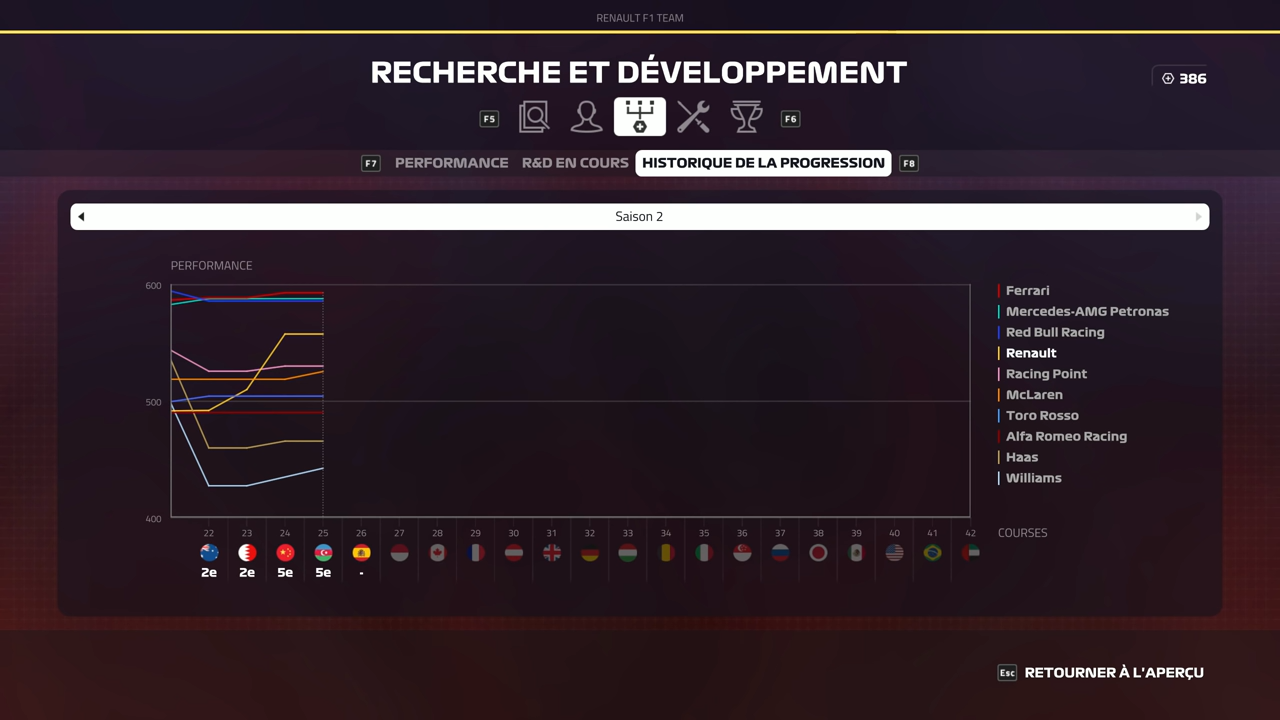 RENAULT F1 TEAM
RECHERCHE ET DÉVELOPPEMENT
386
F5
F6
F7 PERFORMANCE R&D EN COURS HISTORIQUE DE LA PROGRESSION F8
Saison 2
PERFORMANCE
600
500
400
Ferrari
Mercedes-AMG Petronas
Red Bull Racing
Renault
Racing Point
McLaren
Toro Rosso
Alfa Romeo Racing
Haas
Williams
22 23 24 25 26 27 28 29 30 31 32 33 34 35 36 37 38 39 40 41 42 COURSES
2e 2e 5e 5e -
Esc RETOURNER À L'APERÇU